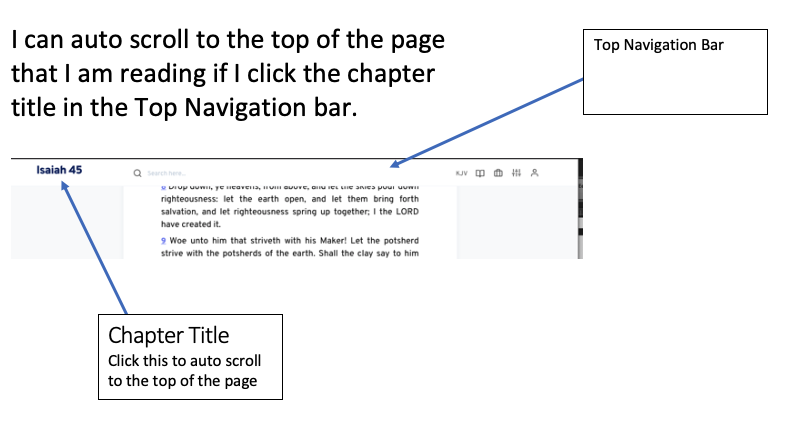 I can auto scroll to the top of the page
that I am reading if I click the chapter
title in the Top Navigation bar.
Top Navigation Bar
Isaiah 45
Search here...
KJV
8 Drop down, ye heavens, from above, and let the skies pour down
righteousness: let the earth open, and let them bring forth
salvation, and let righteousness spring up together; I the LORD
have created it.
9 Woe unto him that striveth with his Maker! Let the potsherd
strive with the potsherds of the earth. Shall the clay say to him
Chapter Title
Click this to auto scroll
to the top of the page